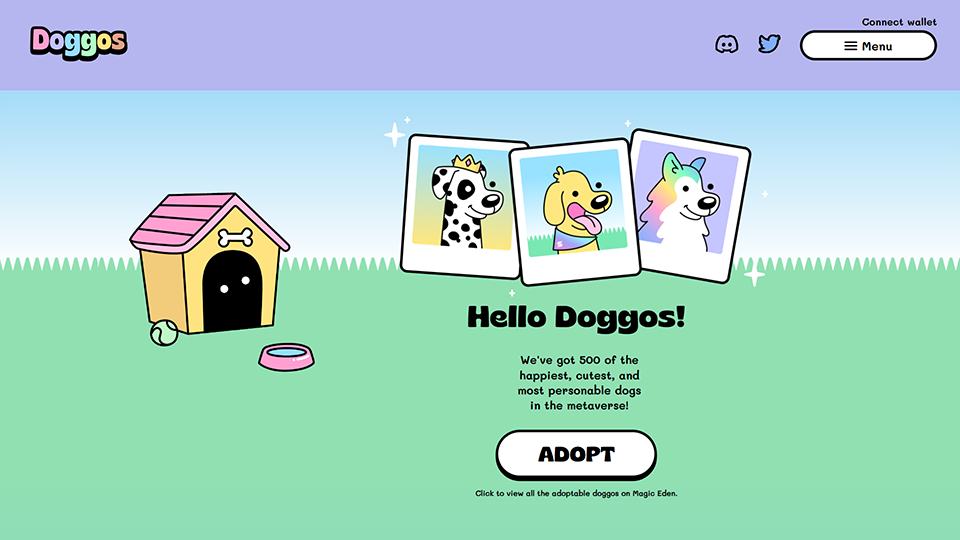 Doggos
Connect wallet
Menu
Hello Doggos!
We've got 500 of the
happiest, cutest, and
most personable dogs
in the metaverse!
ADOPT
Click to view all the adoptable doggos on Magic Eden.